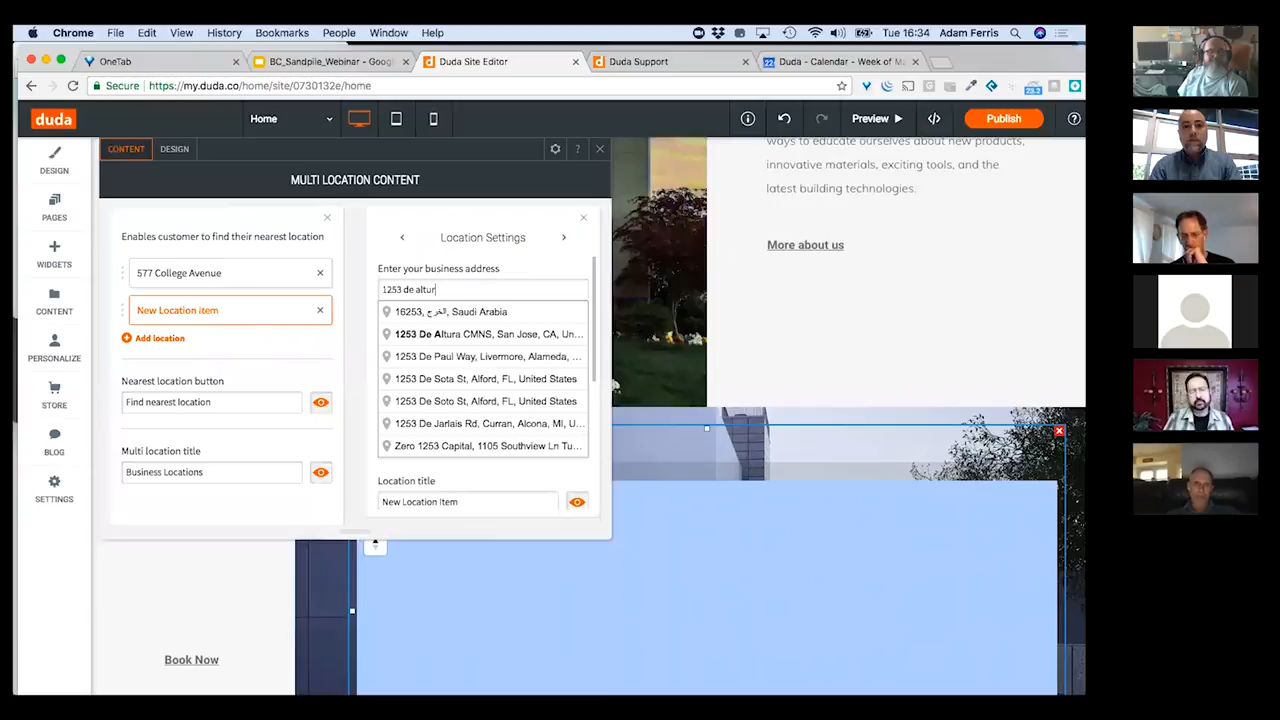 Chrome File Edit View History Bookmarks People Window Help Tue 16:34 Adam Ferris
OneTab
BC_Sandpile_Webinar - Googl
Duda Site Editor
Duda Support
22 Duda - Calendar - Week of Ma
Secure https://my.duda.co/home/site/0730132e/home
23.2
duda Home Preview Publish ?
CONTENT DESIGN ?
MULTI LOCATION CONTENT
DESIGN
PAGES
WIDGETS
CONTENT
PERSONALIZE
STORE
BLOG
SETTINGS
Enables customer to find their nearest location
577 College Avenue
New Location item
Add location
Nearest location button
Find nearest location
Multi location title
Business Locations
Location Settings
Enter your business address
1253 de altur
16253, الخرج, Saudi Arabia
1253 De Altura CMNS, San Jose, CA, Un...
1253 De Paul Way, Livermore, Alameda, ...
1253 De Sota St, Alford, FL, United States
1253 De Soto St, Alford, FL, United States
1253 De Jarlais Rd, Curran, Alcona, MI, U...
Zero 1253 Capital, 1105 Southview Ln Tu...
Location title
New Location Item
ways to educate ourselves about new products,
innovative materials, exciting tools, and the
latest building technologies.
More about us
Book Now